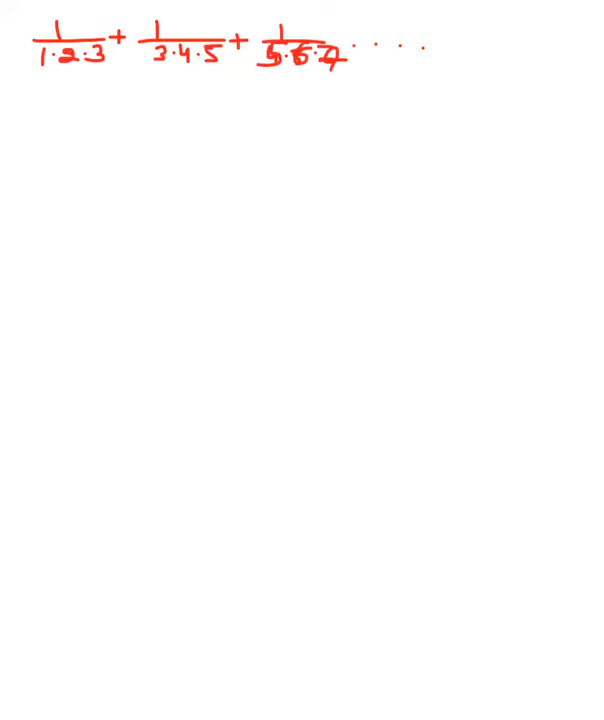 1/(1·2·3) + 1/(3·4·5) + 1/(5·6·7) ....